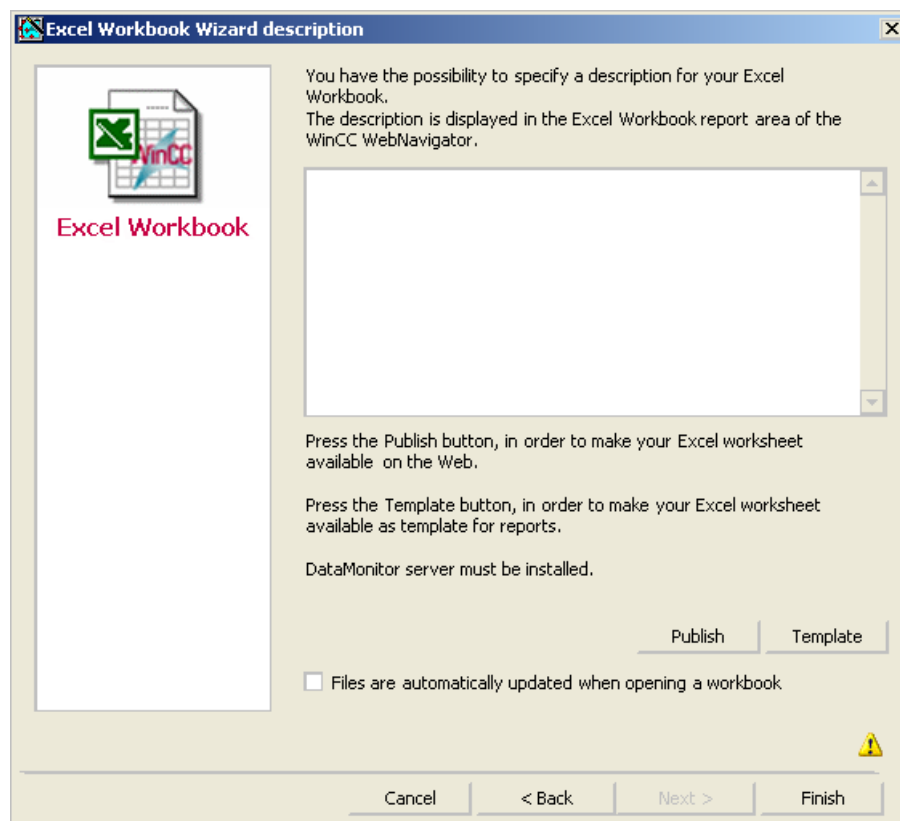 Excel Workbook Wizard description
You have the possibility to specify a description for your Excel
Workbook.
The description is displayed in the Excel Workbook report area of the
WinCC WebNavigator.
WinCC
Excel Workbook
Press the Publish button, in order to make your Excel worksheet
available on the Web.
Press the Template button, in order to make your Excel worksheet
available as template for reports.
DataMonitor server must be installed.
Publish
Template
Files are automatically updated when opening a workbook
Cancel
< Back
Next >
Finish